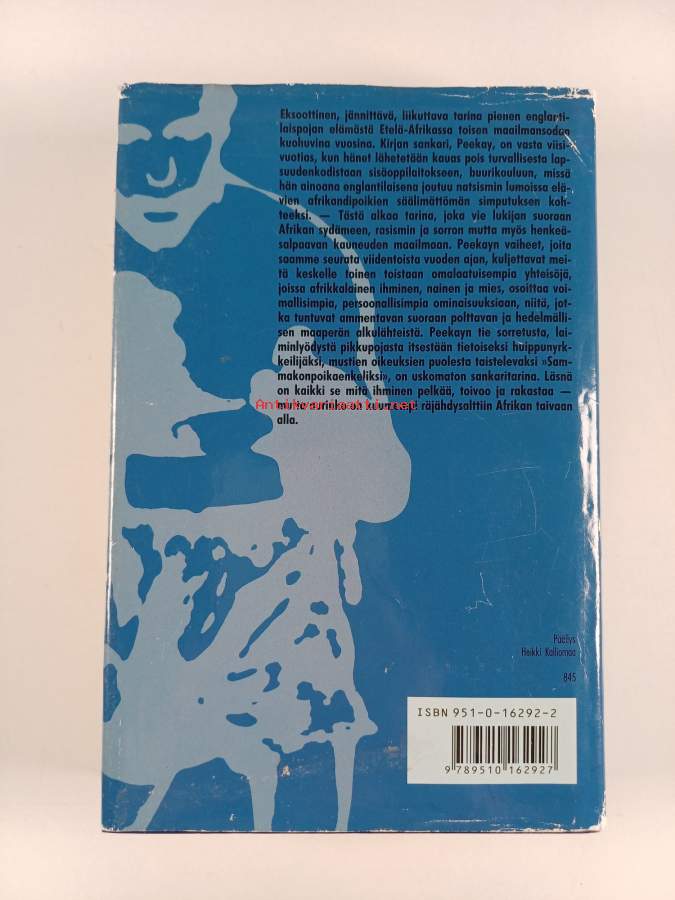 Eksoottinen, jännittävä, liikuttava tarina pienen englanti-
laispojan elämästä Etelä-Afrikassa toisen maailmansodan
kuohuvina vuosina. Kirjan sankari, Peekay, on vasta viisi-
vuotias, kun hänet lähetetään kauas pois turvallisesta lap-
suudenkodistaan sisäoppilaitokseen, buurikouluun, missä
hän ainoana englantilaisena joutuu natsismin lumoissa elä-
vien afrikandipoikien säälimättömän simputuksen koh-
teeksi. — Tästä alkaa tarina, joka vie lukijan suoraan
Afrikan sydämeen, rasismin ja sorron mutta myös henkeä-
salpaavan kauneuden maailmaan. Peekayn vaiheet, joita
saamme seurata viidentoista vuoden ajan, kuljettavat mei-
tä keskelle toinen toistaan omalaatuisempia yhteisöjä,
joissa afrikkalainen ihminen, nainen ja mies, osoittaa voi-
mallisimpia, persoonallisimpia ominaisuuksiaan, niitä, jot-
ka tuntuvat ammentavan suoraan polttavan ja hedelmälli-
sen maaperän alkulähteistä. Peekayn tie sorretusta, lai-
minlyödystä pikkupojasta itsestään tietoiseksi huippunyrk-
keilijäksi, mustien oikeuksien puolesta taistelevaksi »Sam-
makonpoikaenkeliksi», on uskomaton sankaritarina. Läsnä
on kaikki se mitä ihminen pelkää, toivoo ja rakastaa —
Antikvariaatti.net
räjähdysalttiin Afrikan taivaan
alla.
Päällys
Heikki Kalliomaa
845
ISBN 951-0-16292-2
9 789510 162927